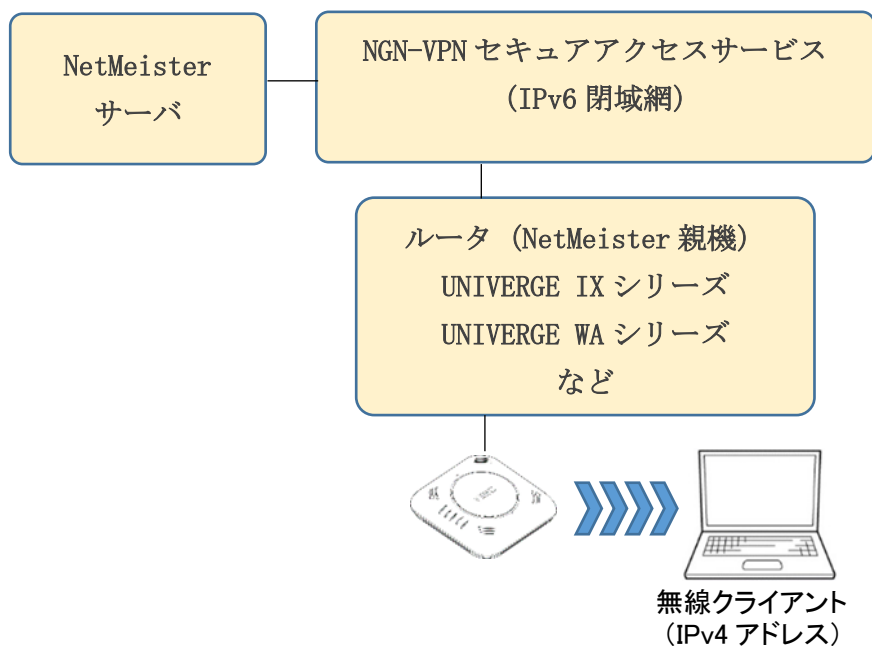 NetMeister
サーバ
NGN-VPN セキュアアクセスサービス
(IPv6 閉域網)
ルータ (NetMeister 親機)
UNIVERGE IX シリーズ
UNIVERGE WA シリーズ
など
無線クライアント
（IPv4 アドレス）